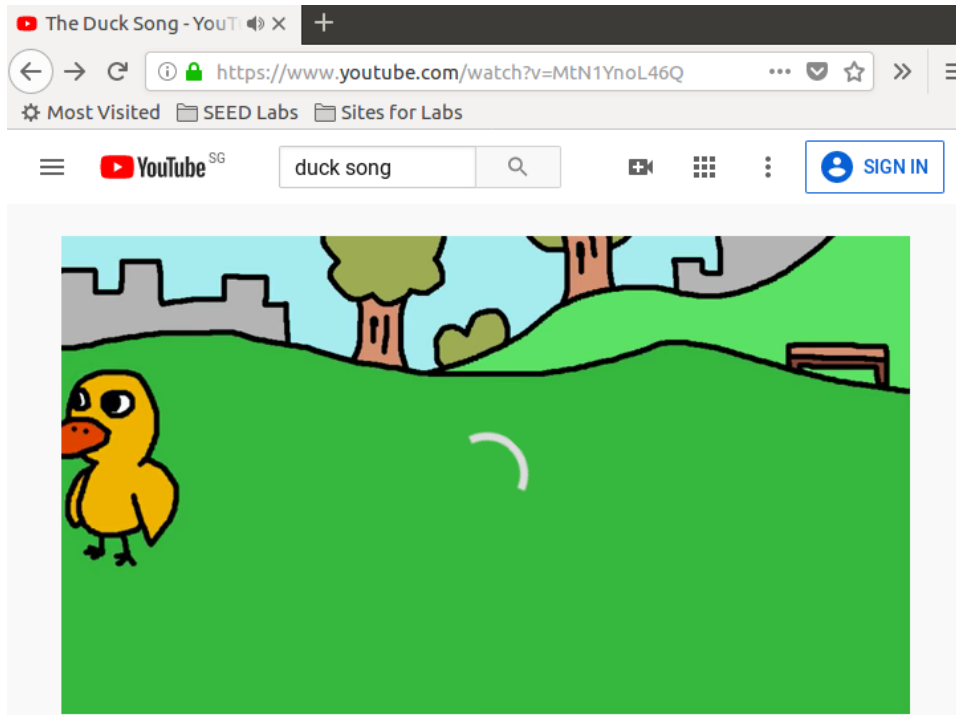 The Duck Song - YouT
https://www.youtube.com/watch?v=MtN1YnoL46Q
Most Visited SEED Labs Sites for Labs
YouTube SG duck song SIGN IN